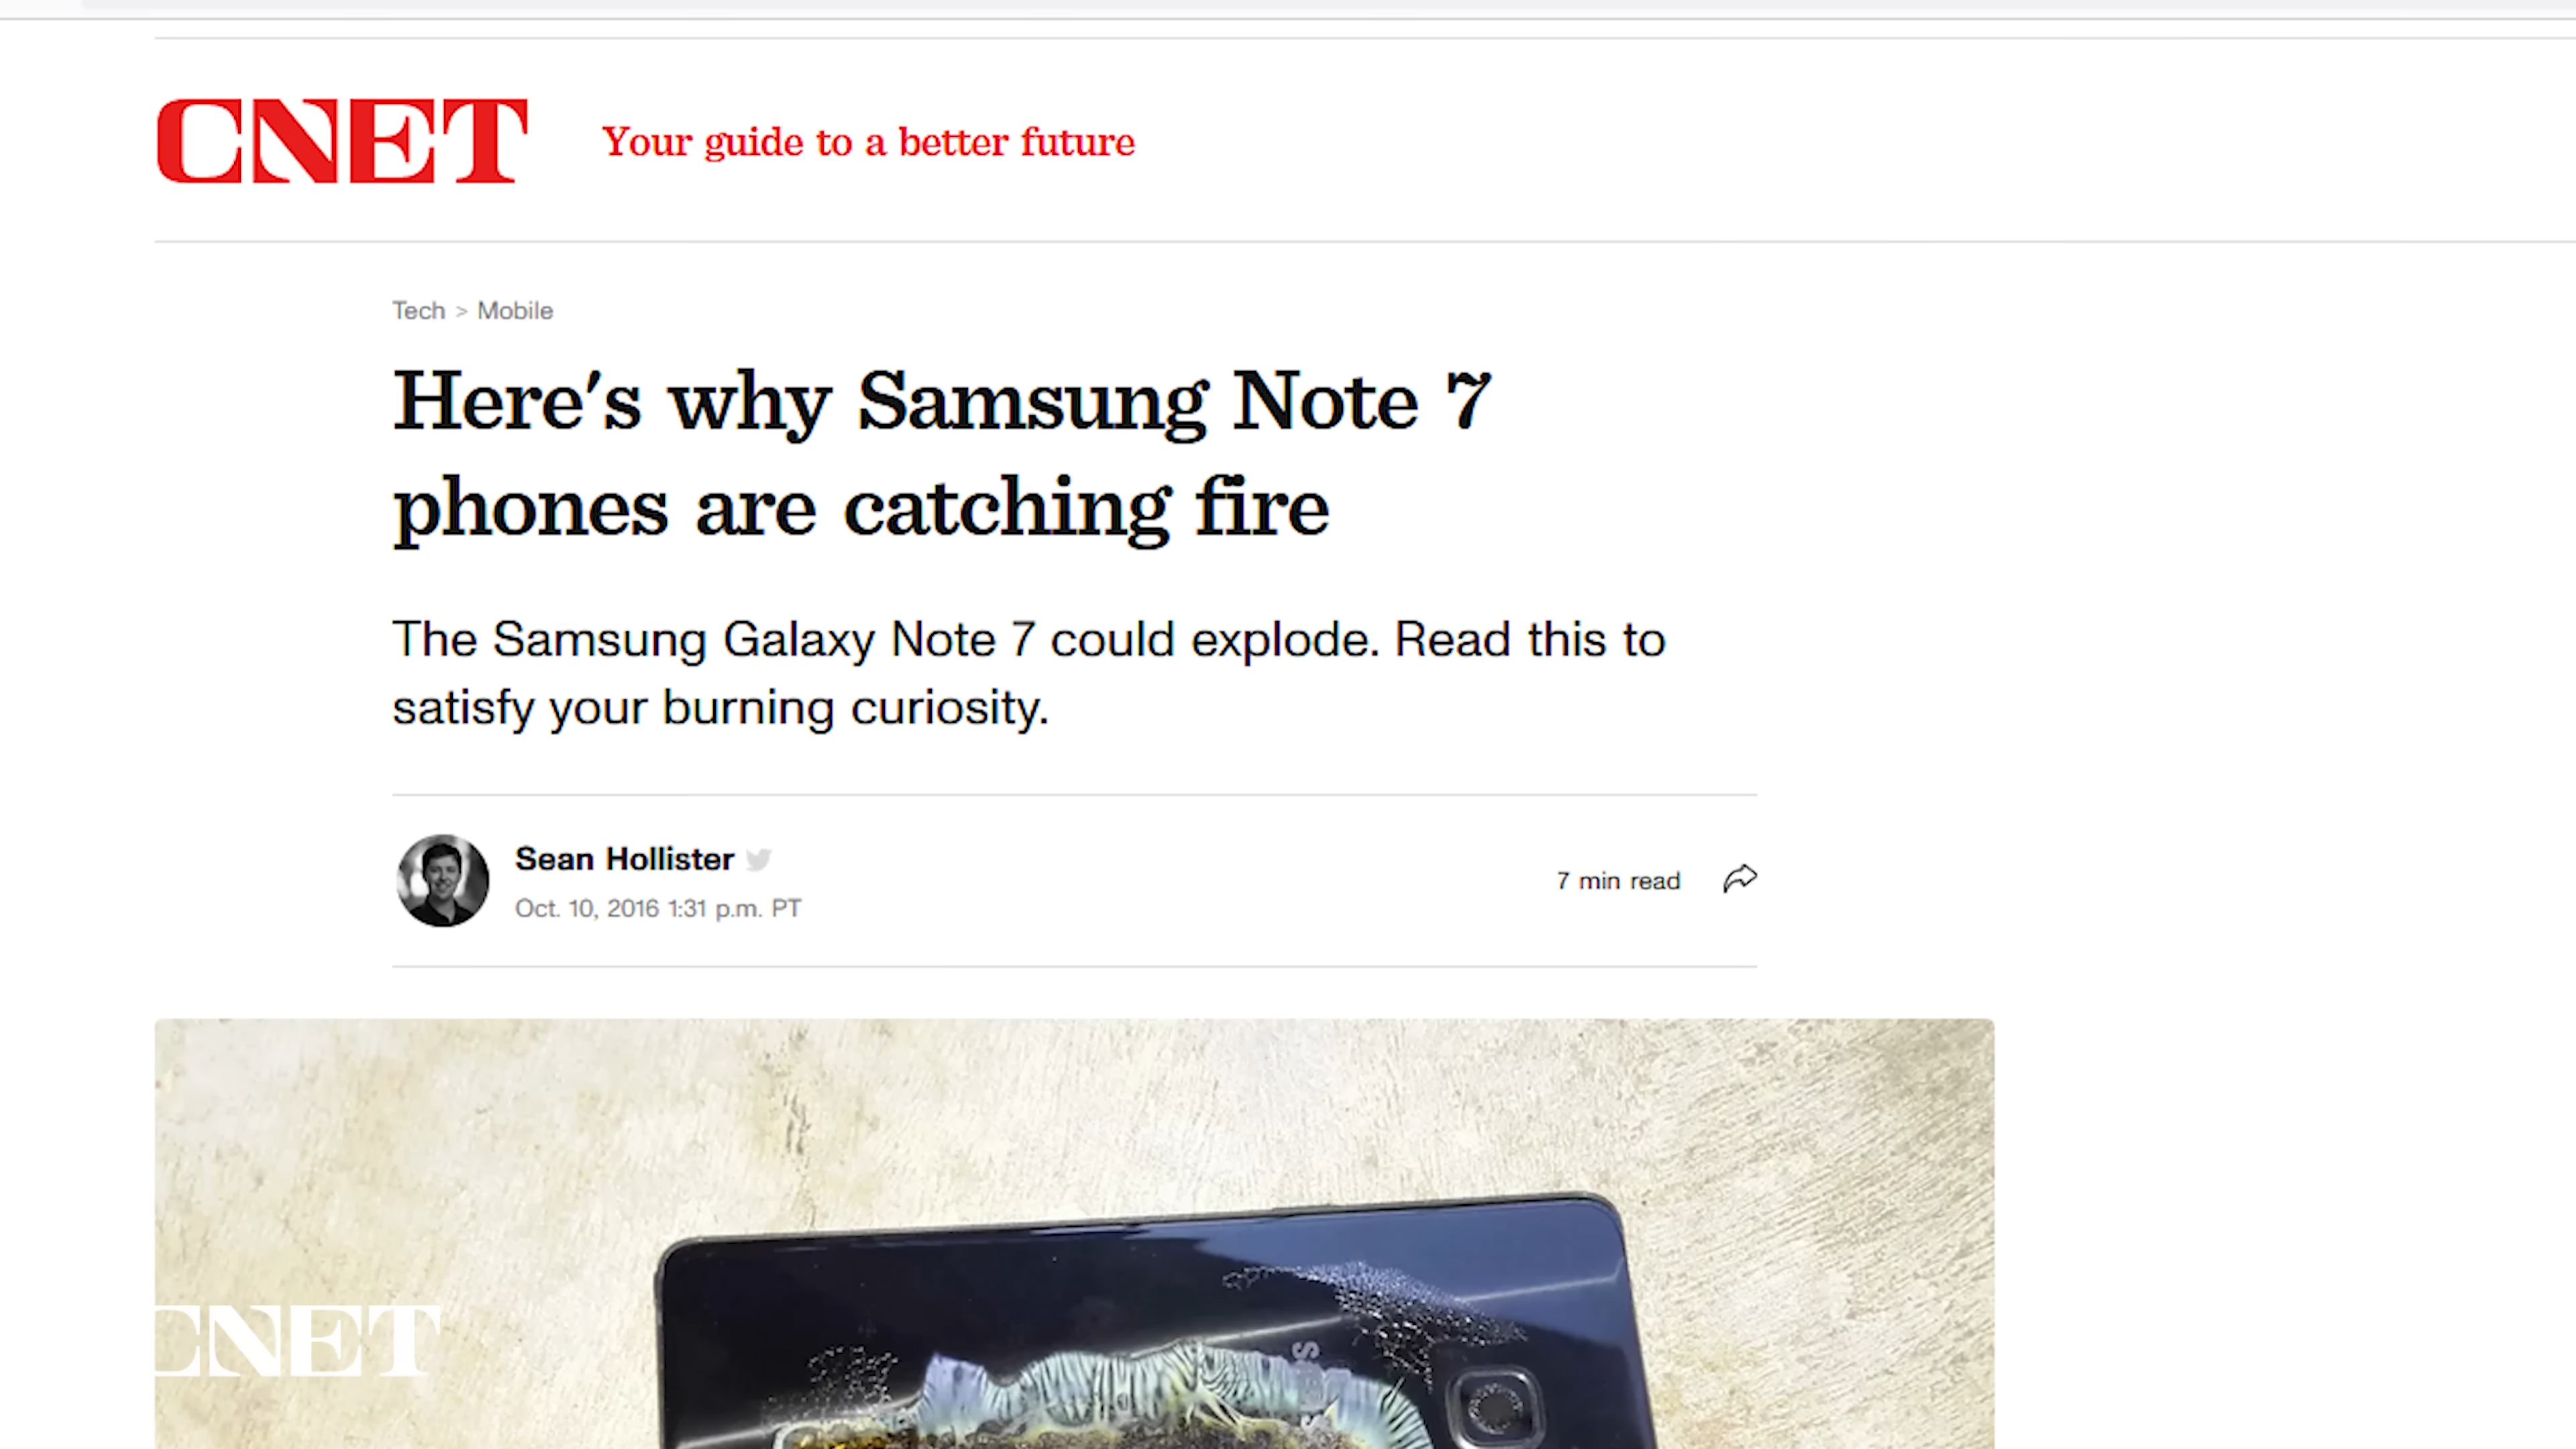 CNET
Your guide to a better future
Tech > Mobile
Here's why Samsung Note 7
phones are catching fire
The Samsung Galaxy Note 7 could explode. Read this to
satisfy your burning curiosity.
Sean Hollister
Oct. 10, 2016 1:31 p.m. PT
7 min read
CNET